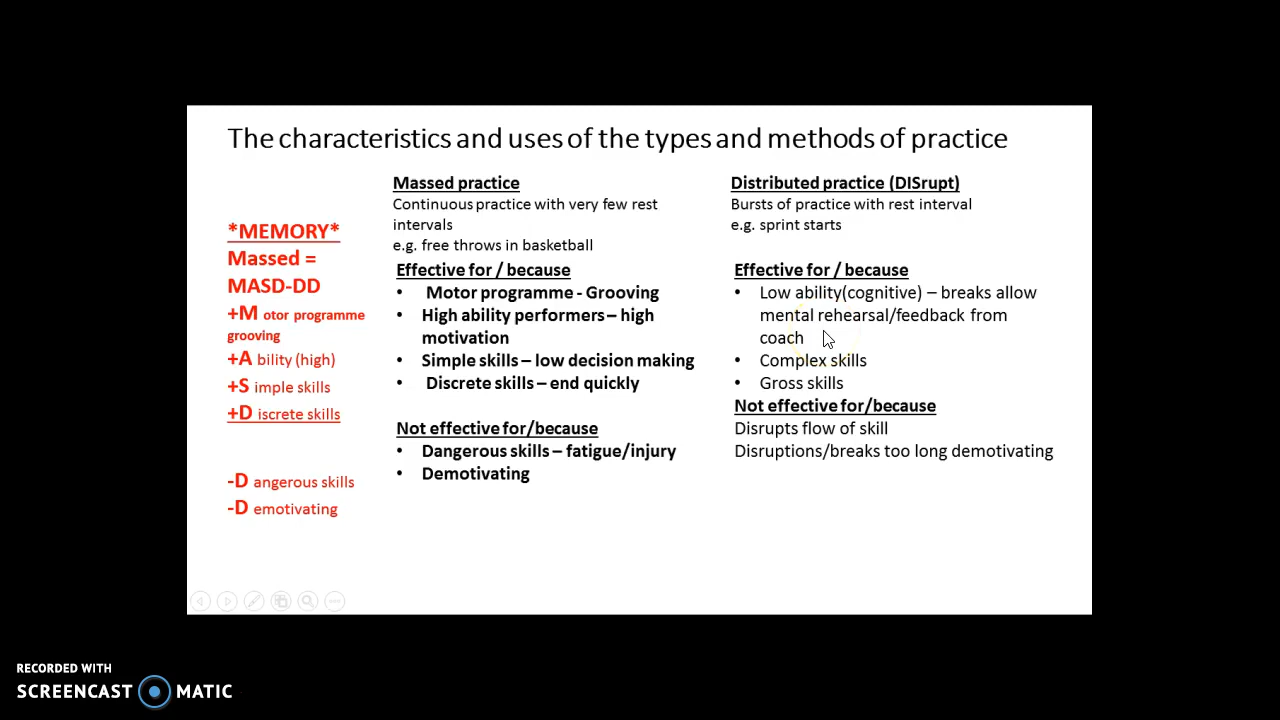 The characteristics and uses of the types and methods of practice
*MEMORY*
Massed =
MASD-DD
+M otor programme
grooving
+A bility (high)
+S imple skills
+D iscrete skills
-D angerous skills
-D emotivating
Massed practice
Continuous practice with very few rest
intervals
e.g. free throws in basketball
Effective for / because
• Motor programme - Grooving
• High ability performers – high
motivation
• Simple skills – low decision making
• Discrete skills – end quickly
Not effective for/because
• Dangerous skills – fatigue/injury
• Demotivating
Distributed practice (DISrupt)
Bursts of practice with rest interval
e.g. sprint starts
Effective for / because
• Low ability(cognitive) – breaks allow
mental rehearsal/feedback from
coach
• Complex skills
• Gross skills
Not effective for/because
Disrupts flow of skill
Disruptions/breaks too long demotivating
RECORDED WITH
SCREENCAST MATIC